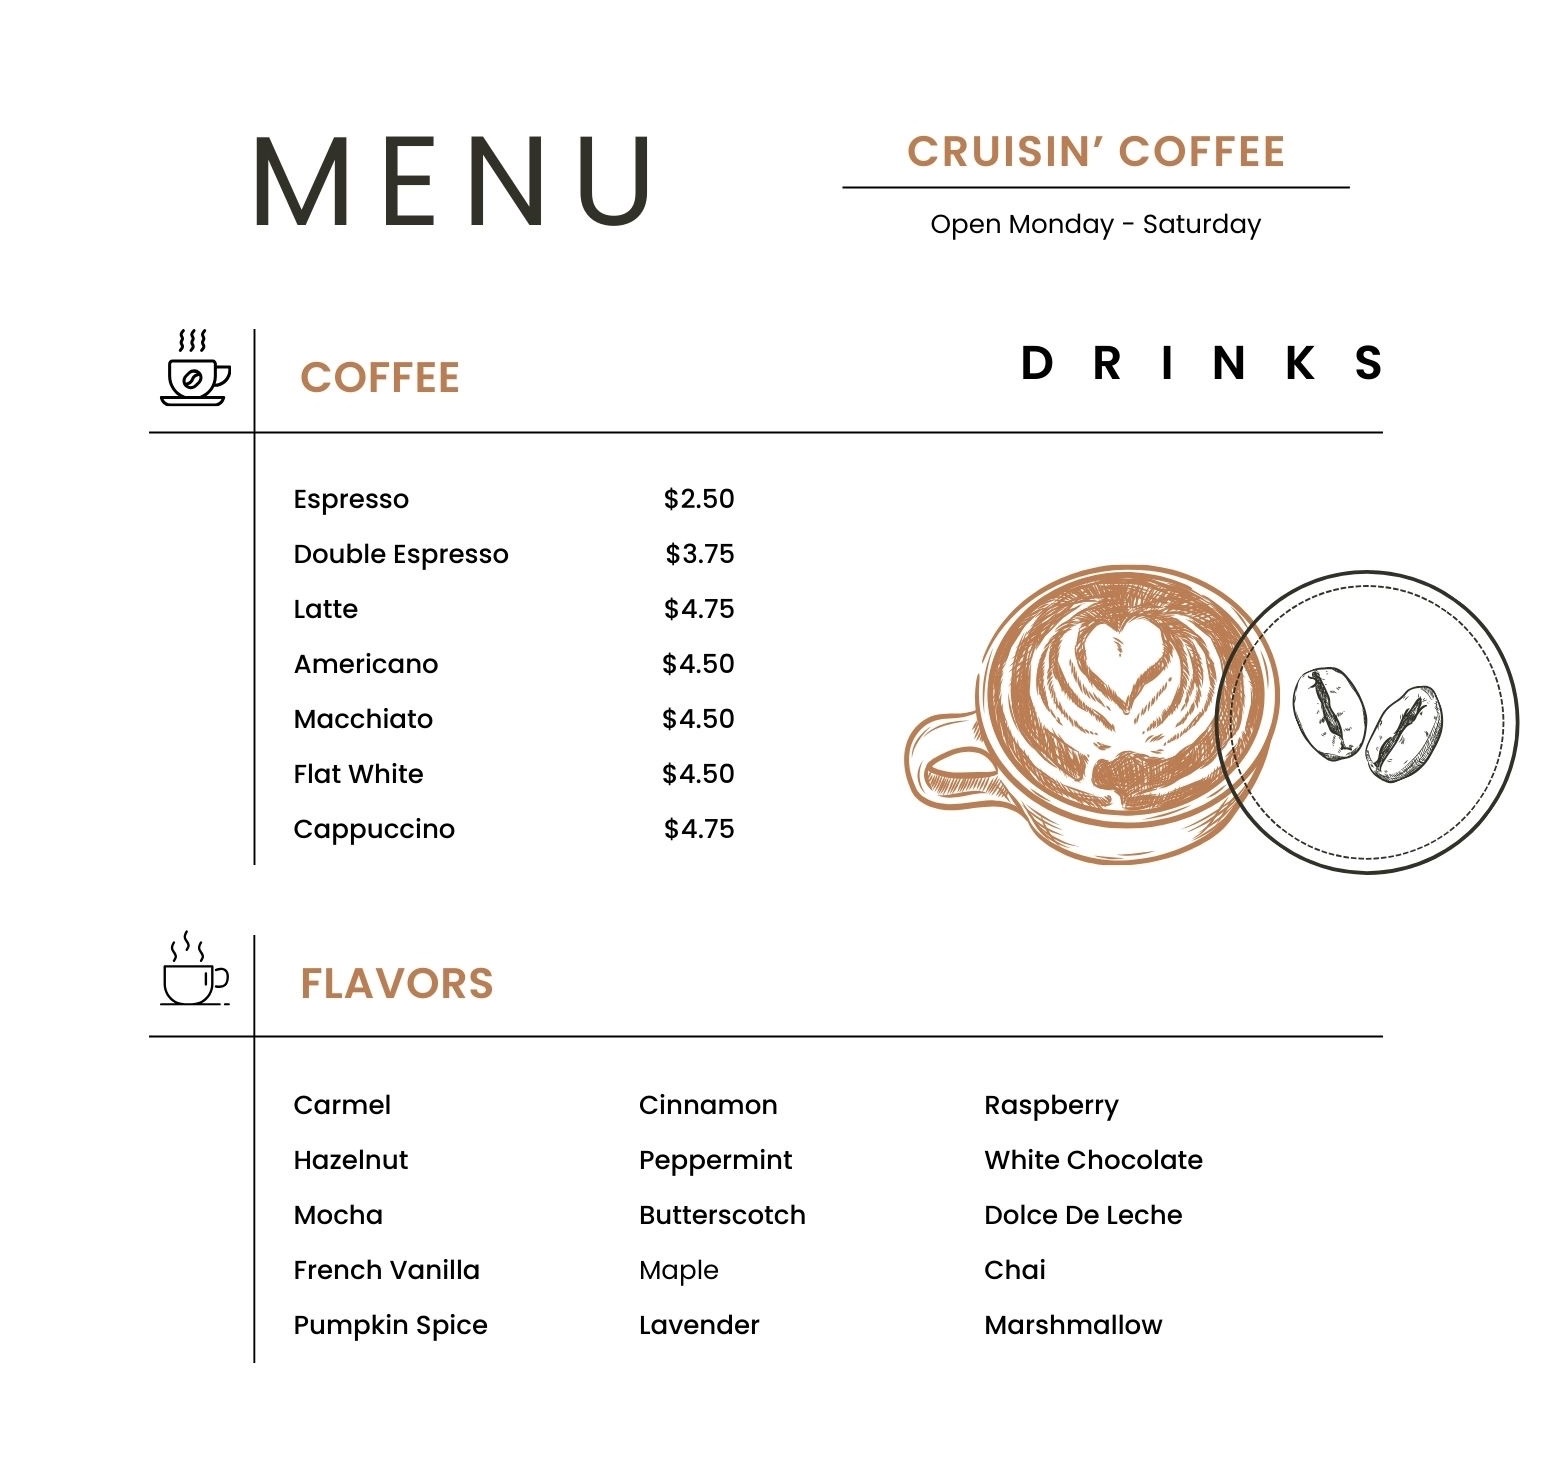 MENU
CRUISIN’ COFFEE
Open Monday - Saturday
COFFEE
DRINKS
Espresso $2.50
Double Espresso $3.75
Latte $4.75
Americano $4.50
Macchiato $4.50
Flat White $4.50
Cappuccino $4.75
FLAVORS
Carmel Cinnamon Raspberry
Hazelnut Peppermint White Chocolate
Mocha Butterscotch Dolce De Leche
French Vanilla Maple Chai
Pumpkin Spice Lavender Marshmallow